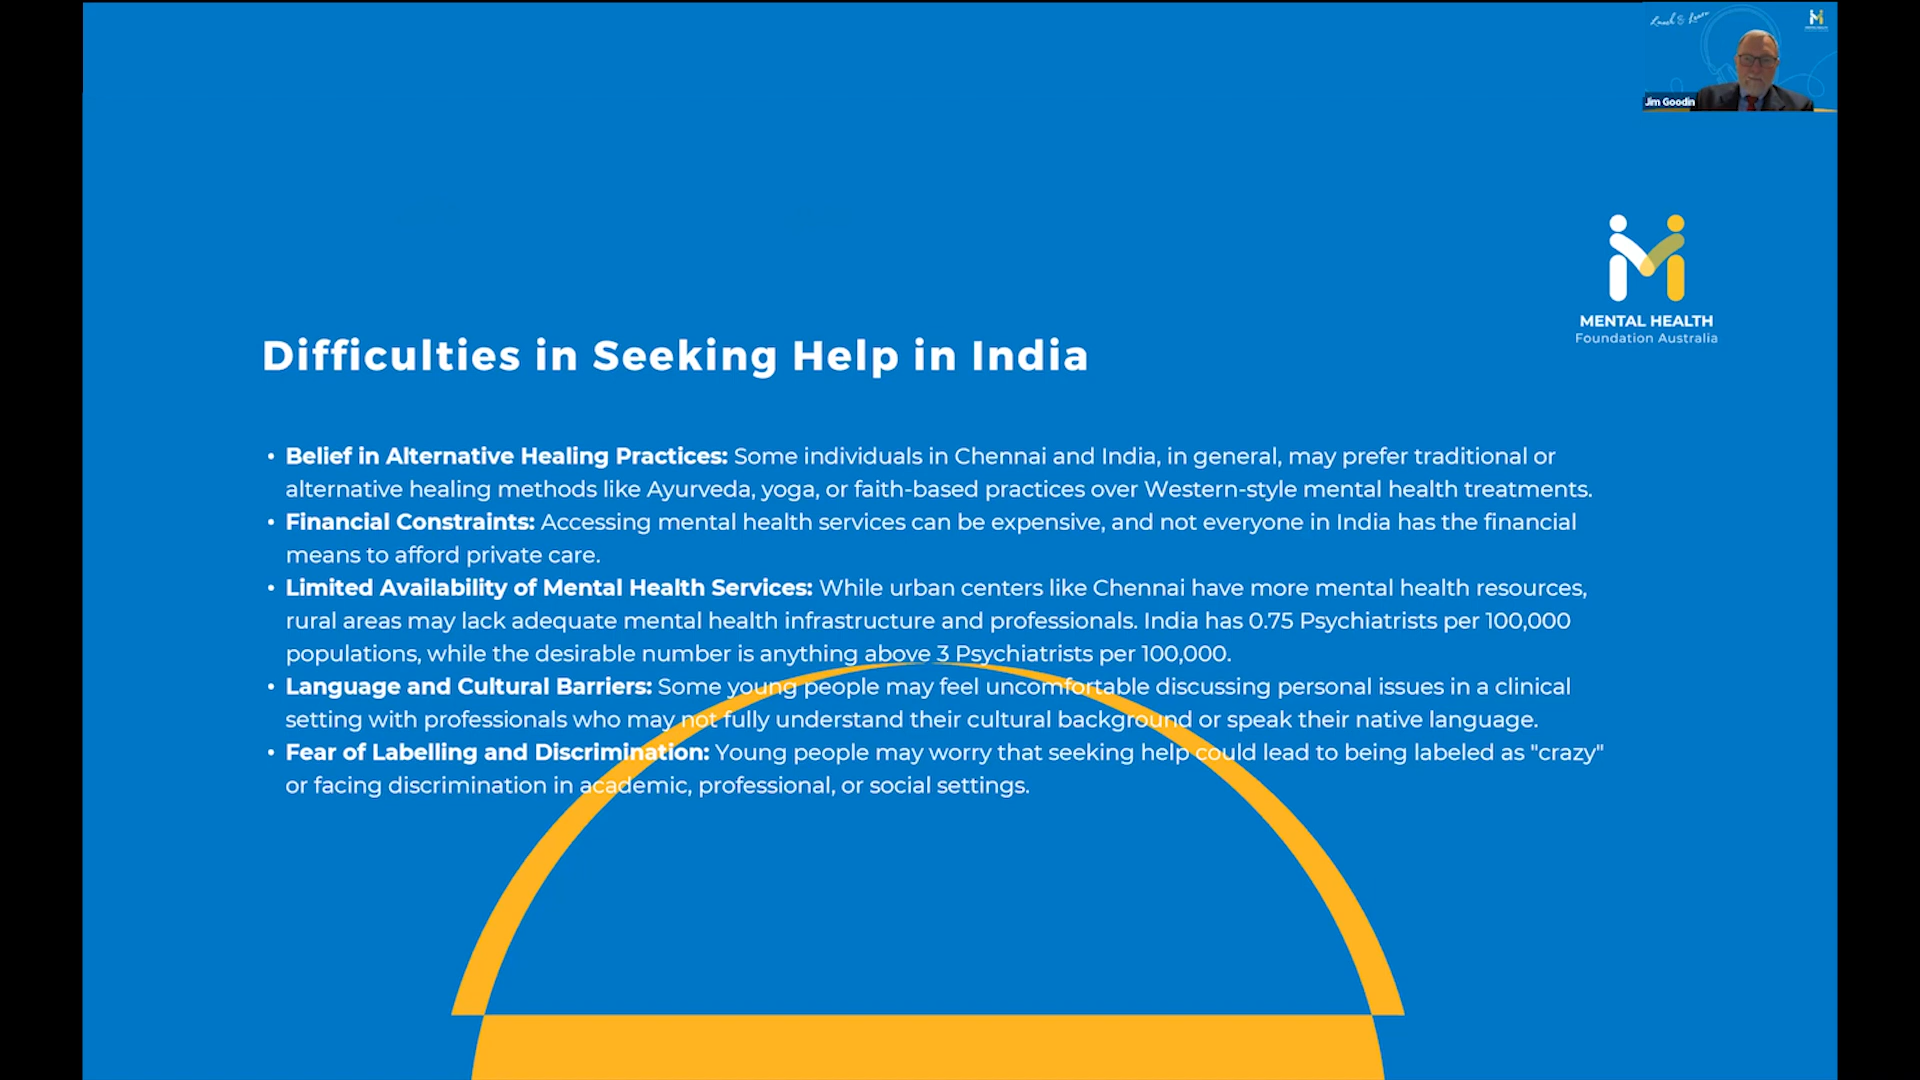 Lunch & Learn
Jim Goodin
MENTAL HEALTH
Foundation Australia
Difficulties in Seeking Help in India
• Belief in Alternative Healing Practices: Some individuals in Chennai and India, in general, may prefer traditional or
alternative healing methods like Ayurveda, yoga, or faith-based practices over Western-style mental health treatments.
• Financial Constraints: Accessing mental health services can be expensive, and not everyone in India has the financial
means to afford private care.
• Limited Availability of Mental Health Services: While urban centers like Chennai have more mental health resources,
rural areas may lack adequate mental health infrastructure and professionals. India has 0.75 Psychiatrists per 100,000
populations, while the desirable number is anything above 3 Psychiatrists per 100,000.
• Language and Cultural Barriers: Some young people may feel uncomfortable discussing personal issues in a clinical
setting with professionals who may not fully understand their cultural background or speak their native language.
• Fear of Labelling and Discrimination: Young people may worry that seeking help could lead to being labeled as "crazy"
or facing discrimination in academic, professional, or social settings.